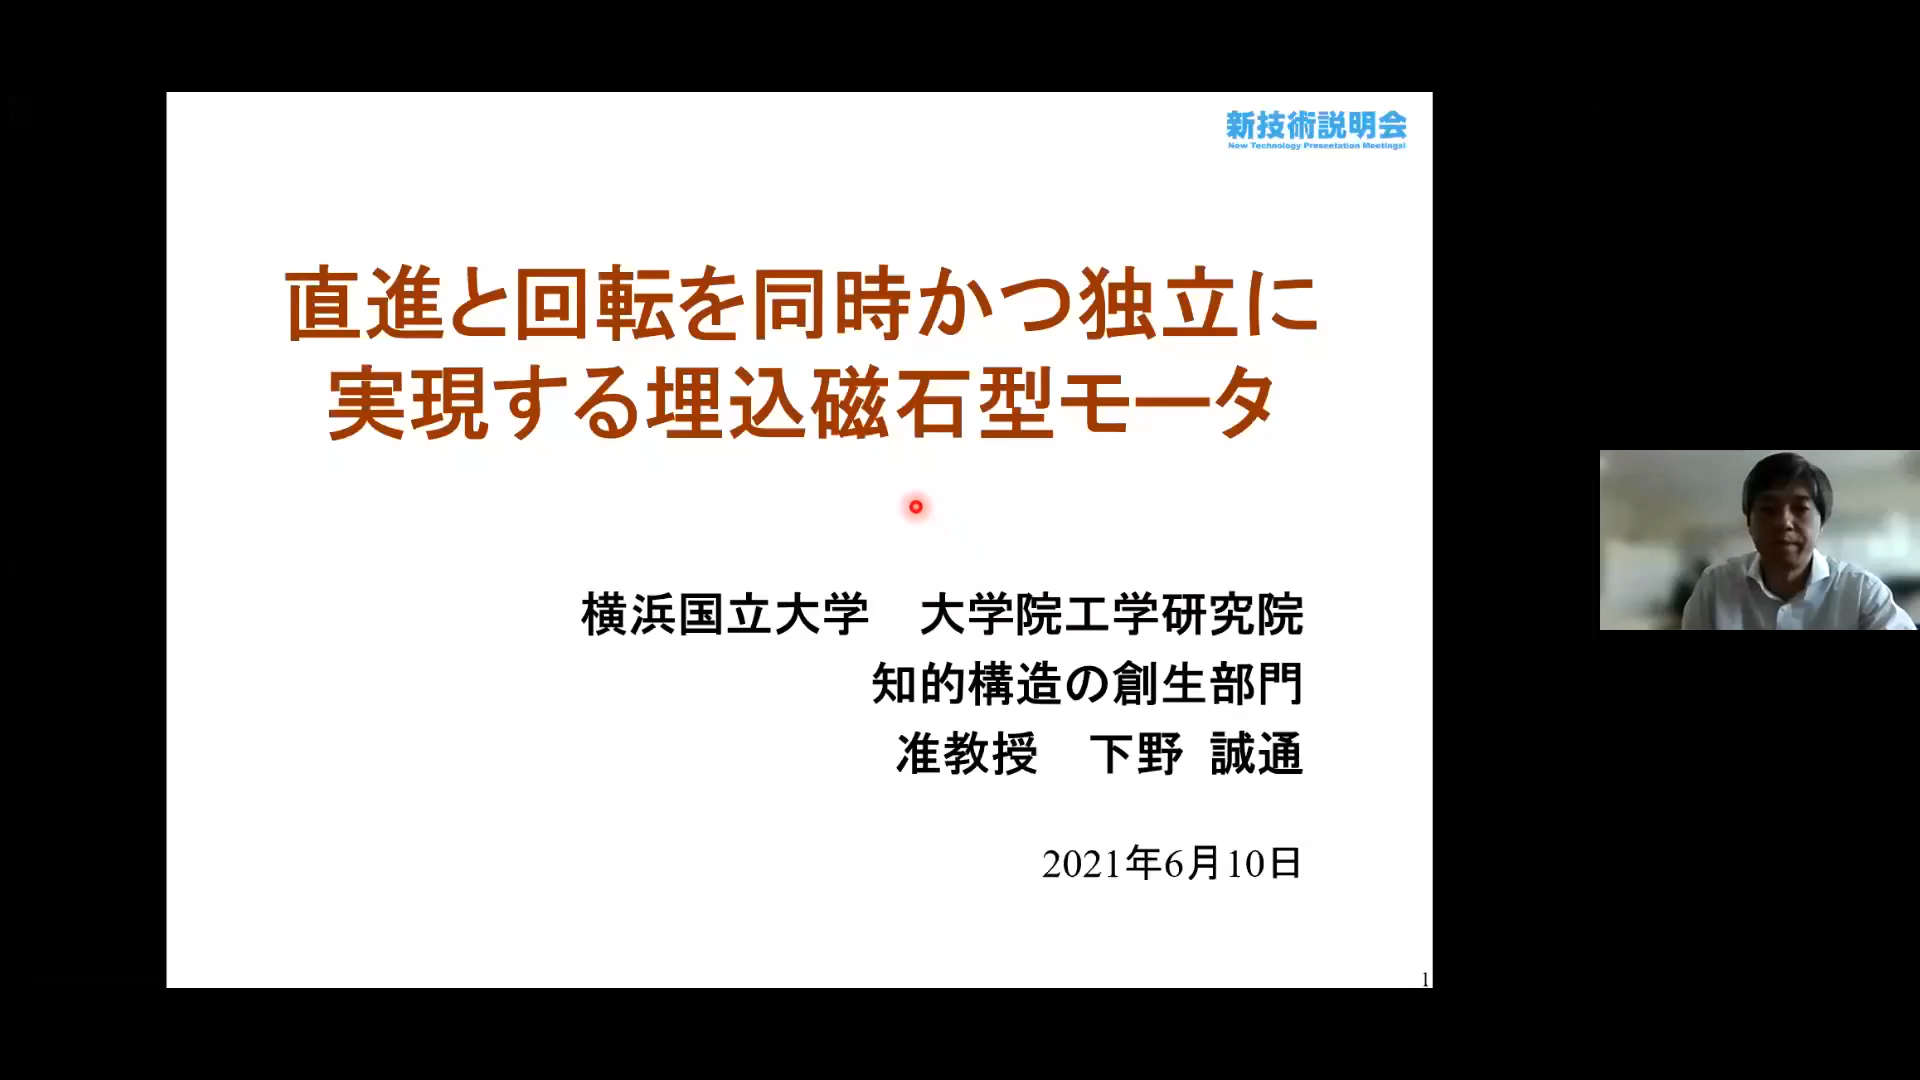 新技術説明会
New Technology Presentation Meetings!
直進と回転を同時かつ独立に
実現する埋込磁石型モータ
横浜国立大学　大学院工学研究院
知的構造の創生部門
准教授　下野 誠通
2021年6月10日
1